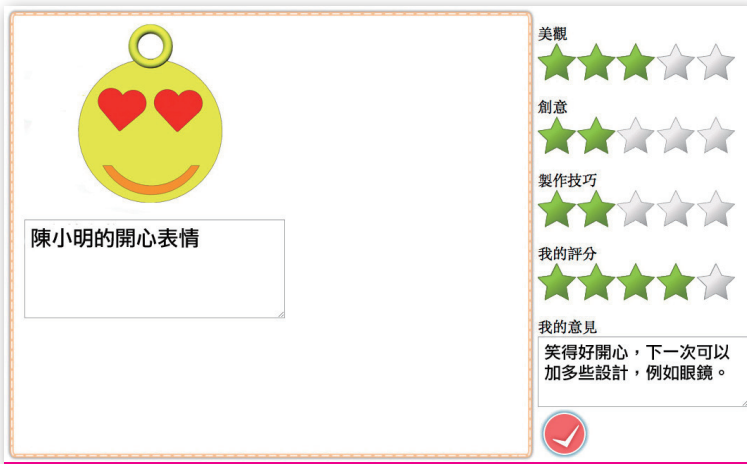 陳小明的開心表情
美觀
創意
製作技巧
我的評分
我的意見
笑得好開心，下一次可以
加多些設計，例如眼鏡。